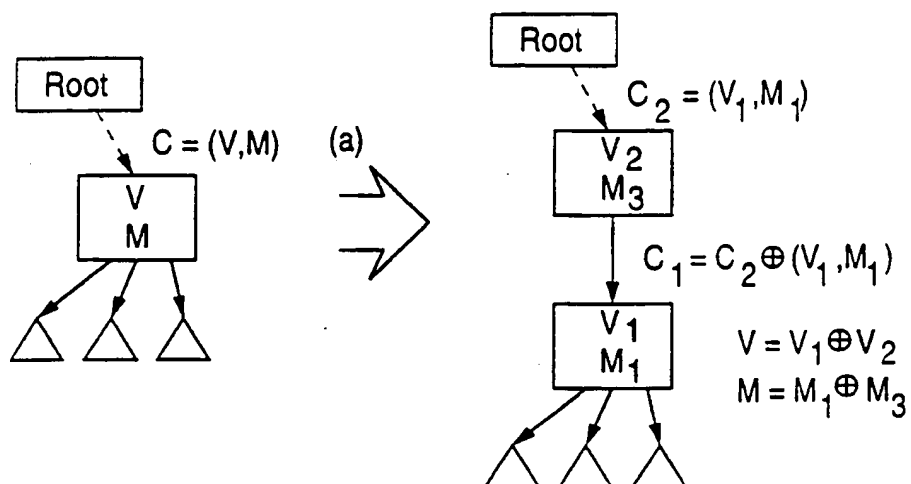 Root
C = (V,M)
V
M
(a)
Root
C₂ = (V₁,M₁)
V₂
M₃
C₁ = C₂ ⊕ (V₁,M₁)
V₁
M₁
V = V₁ ⊕ V₂
M = M₁ ⊕ M₃